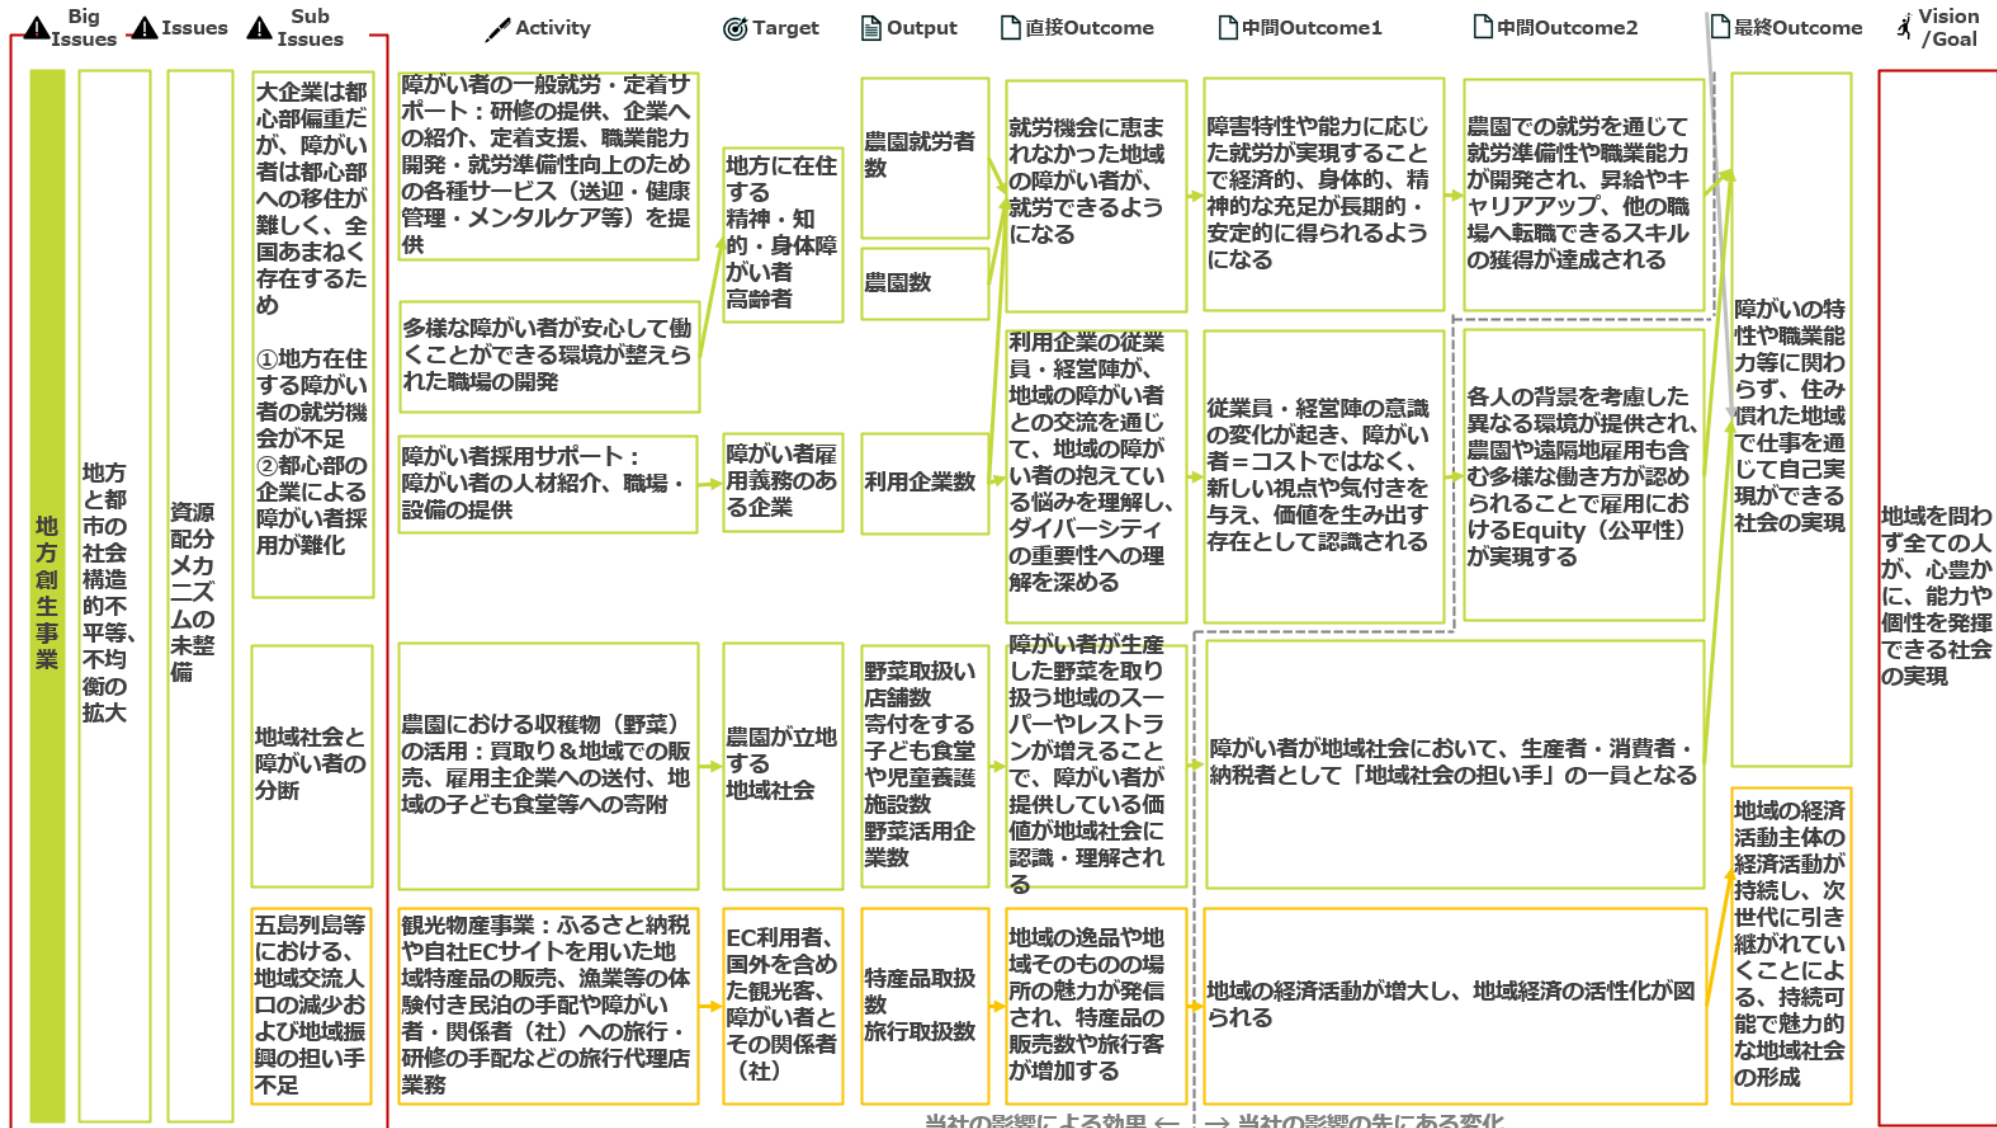 Big
Issues
Issues
Sub
Issues
Activity
Target
Output
直接Outcome
中間Outcome1
中間Outcome2
最終Outcome
Vision
/Goal
地方創生事業
地方
と都
市の
社会
構造
的不
平等、
不均
衡の
拡大
資源
配分
メカ
ニズ
ムの
未整
備
大企業は都
心部偏重だ
が、障がい
者は都心部
への移住が
難しく、全
国あまねく
存在するた
め
①地方在住
する障がい
者の就労機
会が不足
②都心部の
企業による
障がい者採
用が難化
障がい者の一般就労・定着サ
ポート：研修の提供、企業へ
の紹介、定着支援、職業能力
開発・就労準備性向上のため
の各種サービス（送迎・健康
管理・メンタルケア等）を提
供
多様な障がい者が安心して働
くことができる環境が整えら
れた職場の開発
地方に在住
する
精神・知
的・身体障
がい者
高齢者
農園就労者
数
農園数
就労機会に恵ま
れなかった地域
の障がい者が、
就労できるよう
になる
障害特性や能力に応じ
た就労が実現すること
で経済的、身体的、精
神的な充足が長期的・
安定的に得られるよう
になる
農園での就労を通じて
就労準備性や職業能力
が開発され、昇給やキ
ャリアアップ、他の職
場へ転職できるスキル
の獲得が達成される
障がい者採用サポート：
障がい者の人材紹介、職場・
設備の提供
障がい者雇
用義務のあ
る企業
利用企業数
利用企業の従業
員・経営陣が、
地域の障がい者
との交流を通じ
て、地域の障が
い者の抱えてい
る悩みを理解し、
ダイバーシティ
の重要性への理
解を深める
従業員・経営陣の意識
の変化が起き、障がい
者＝コストではなく、
新しい視点や気付きを
与え、価値を生み出す
存在として認識される
各人の背景を考慮した
異なる環境が提供され、
農園や遠隔地雇用も含
む多様な働き方が認め
られることで雇用にお
けるEquity（公平性）
が実現する
障がいの特
性や職業能
力等に関わ
らず、住み
慣れた地域
で仕事を通
じて自己実
現ができる
社会の実現
地域社会と
障がい者の
分断
農園における収穫物（野菜）
の活用：買取り＆地域での販
売、雇用主企業への送付、地
域の子ども食堂等への寄附
農園が立地
する
地域社会
野菜取扱い
店舗数
寄付をする
子ども食堂
や児童養護
施設数
野菜活用企
業数
障がい者が生産
した野菜を取り
扱う地域のスー
パーやレストラ
ンが増えること
で、障がい者が
提供している価
値が地域社会に
認識・理解され
る
障がい者が地域社会において、生産者・消費者・
納税者として「地域社会の担い手」の一員となる
五島列島等
における、
地域交流人
口の減少お
よび地域振
興の担い手
不足
観光物産事業：ふるさと納税
や自社ECサイトを用いた地
域特産品の販売、漁業等の体
験付き民泊の手配や障がい
者・関係者（社）への旅行・
研修の手配などの旅行代理店
業務
EC利用者、
国外を含め
た観光客、
障がい者と
その関係者
（社）
特産品取扱
数
旅行取扱数
地域の逸品や地
域そのものの場
所の魅力が発信
され、特産品の
販売数や旅行客
が増加する
地域の経済活動が増大し、地域経済の活性化が図
られる
地域の経済
活動主体の
経済活動が
持続し、次
世代に引き
継がれてい
くことによ
る、持続可
能で魅力的
な地域社会
の形成
地域を問わ
ず全ての人
が、心豊か
に、能力や
個性を発揮
できる社会
の実現
当社の影響による効果 ← → 当社の影響の先にある変化